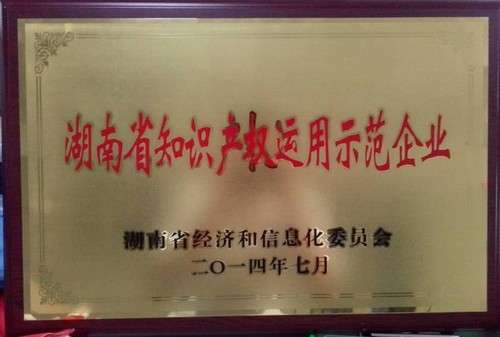 湖南省知识产权运用示范企业
湖南省经济和信息化委员会
二〇一四年七月